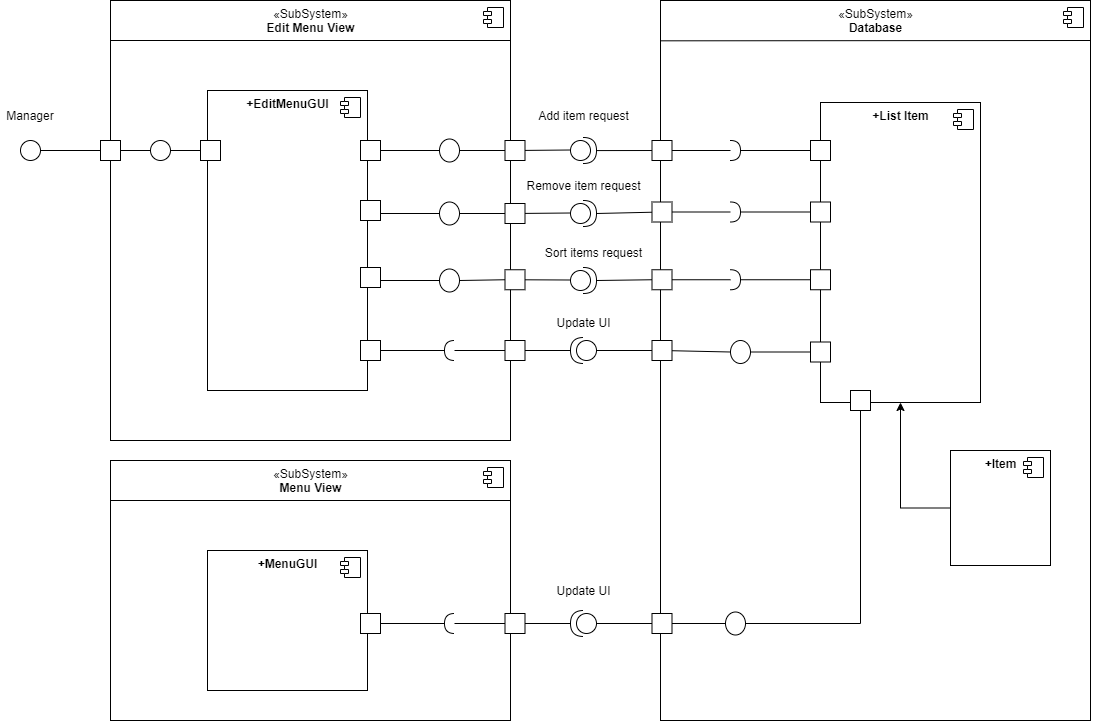 «SubSystem»
Edit Menu View
«SubSystem»
Database
+EditMenuGUI
+List Item
Manager
Add item request
Remove item request
Sort items request
Update UI
«SubSystem»
Menu View
+Item
+MenuGUI
Update UI